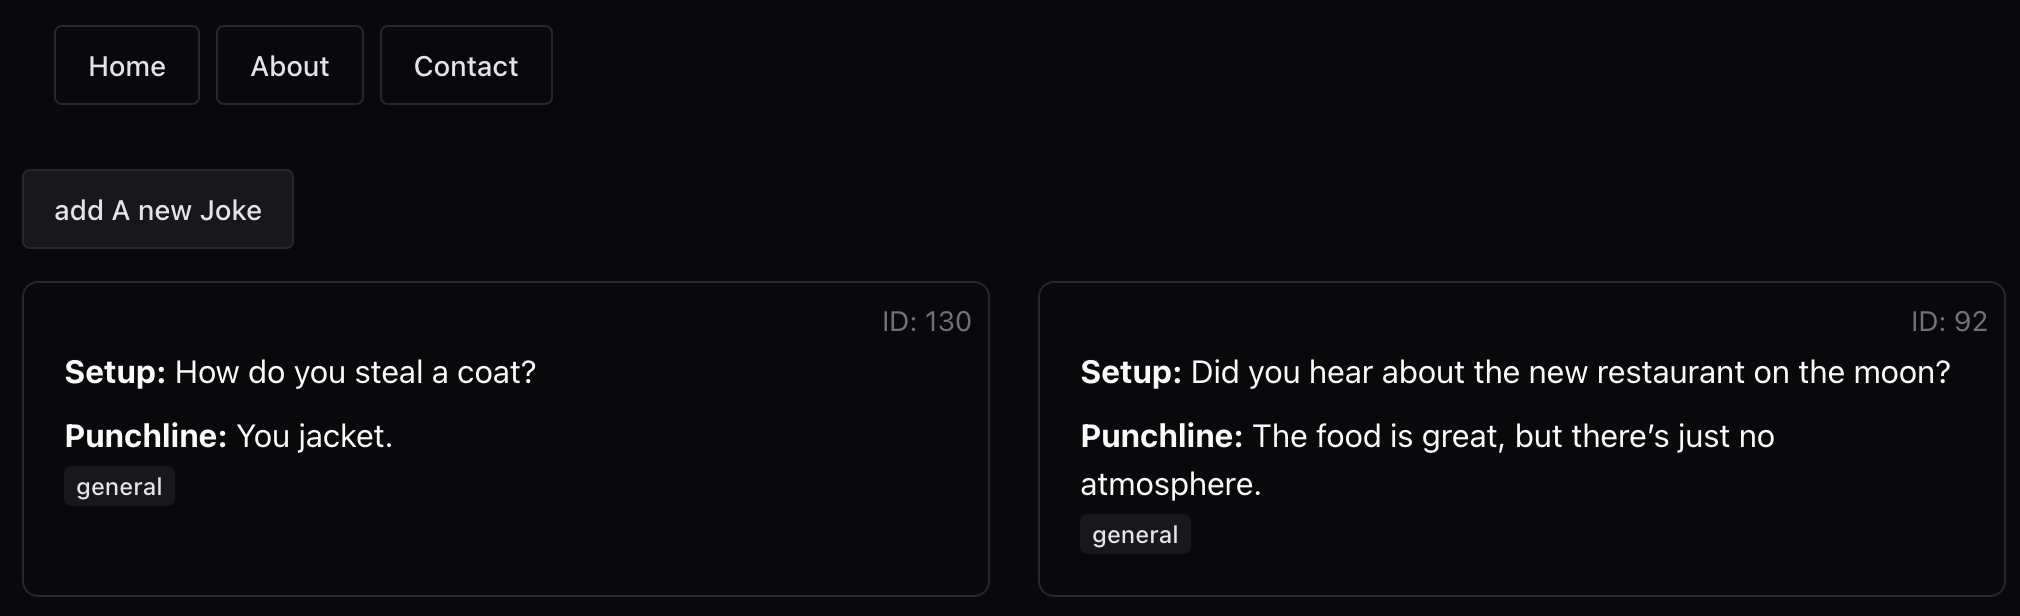 Home
About
Contact
add A new Joke
ID: 130
Setup: How do you steal a coat?
Punchline: You jacket.
general
ID: 92
Setup: Did you hear about the new restaurant on the moon?
Punchline: The food is great, but there’s just no
atmosphere.
general